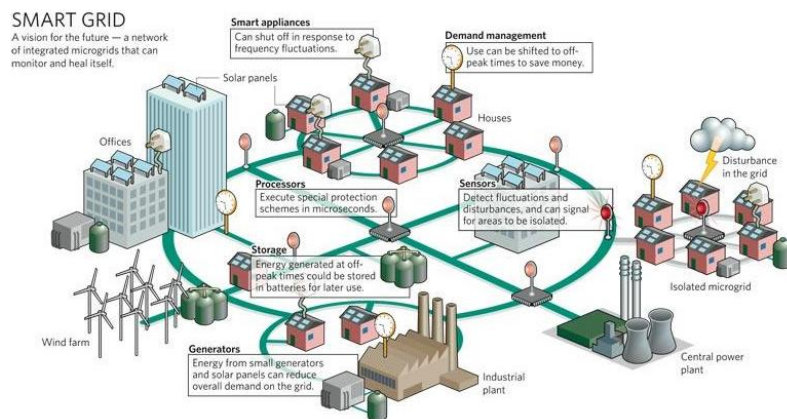 SMART GRID
A vision for the future — a network
of integrated microgrids that can
monitor and heal itself.
Smart appliances
Can shut off in response to
frequency fluctuations.
Demand management
Use can be shifted to off-
peak times to save money.
Solar panels
Houses
Offices
Disturbance
in the grid
Processors
Execute special protection
schemes in microseconds.
Sensors
Detect fluctuations and
disturbances, and can signal
for areas to be isolated.
Storage
Energy generated at off-
peak times could be stored
in batteries for later use.
Isolated microgrid
Wind farm
Generators
Energy from small generators
and solar panels can reduce
overall demand on the grid.
Industrial
plant
Central power
plant